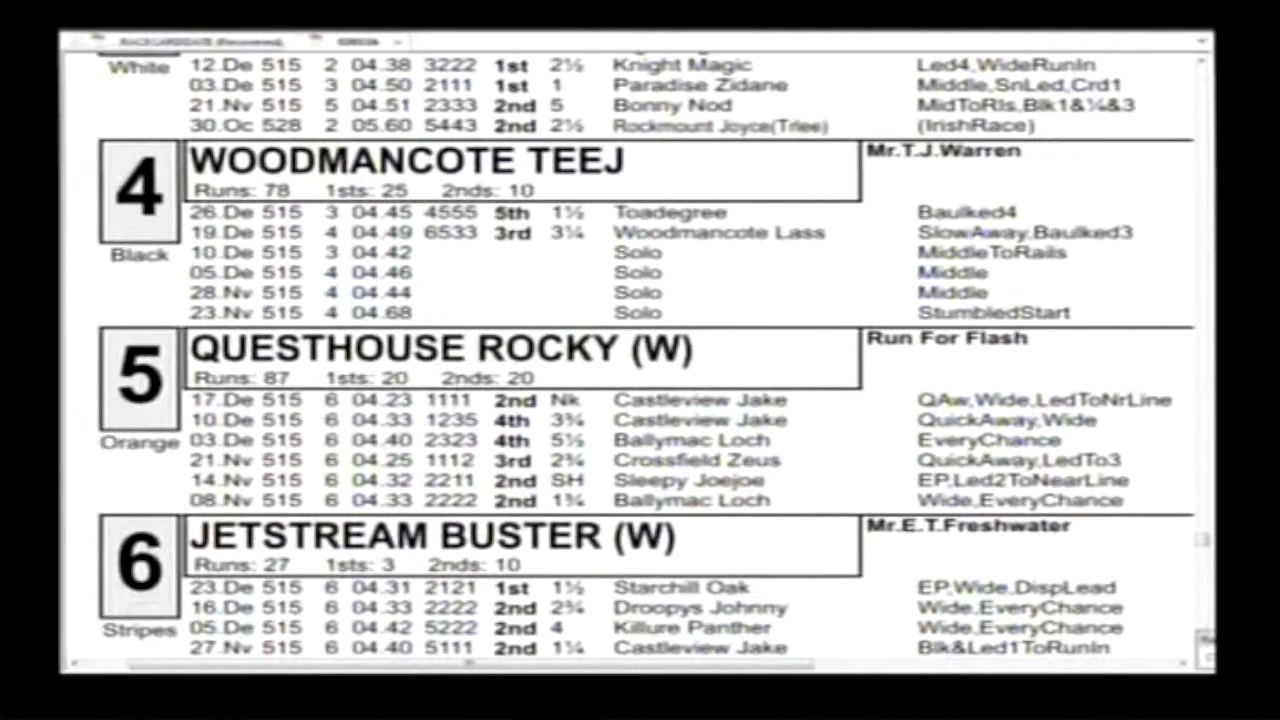 White 12.De 515 2 04.38 3222 1st 2½ Knight Magic Led4,WideRunIn
03.De 515 3 04.50 2111 1st 1 Paradise Zidane Middle,SnLed,Crd1
21.Nv 515 5 04.51 2333 2nd 5 Bonny Nod MidToRls,Blk1&¼&3
30.Oc 528 2 05.60 5443 2nd 2½ Rockmount Joyce(Trlee) (IrishRace)
4 WOODMANCOTE TEEJ Mr.T.J.Warren
Runs: 78 1sts: 25 2nds: 10
26.De 515 3 04.45 4555 5th 1½ Toadegree Baulked4
19.De 515 4 04.49 6533 3rd 3¼ Woodmancote Lass SlowAway,Baulked3
Black 10.De 515 3 04.42 Solo MiddleToRails
05.De 515 4 04.46 Solo Middle
28.Nv 515 4 04.44 Solo Middle
23.Nv 515 4 04.68 Solo StumbledStart
5 QUESTHOUSE ROCKY (W) Run For Flash
Runs: 87 1sts: 20 2nds: 20
17.De 515 6 04.23 1111 2nd Nk Castleview Jake QAw,Wide,LedToNrLine
10.De 515 6 04.33 1235 4th 3¾ Castleview Jake QuickAway,Wide
Orange 03.De 515 6 04.40 2323 4th 5½ Ballymac Loch EveryChance
21.Nv 515 6 04.25 1112 3rd 2¾ Crossfield Zeus QuickAway,LedTo3
14.Nv 515 6 04.32 2211 2nd SH Sleepy Joejoe EP,Led2ToNearLine
08.Nv 515 6 04.33 2222 2nd 1¾ Ballymac Loch Wide,EveryChance
6 JETSTREAM BUSTER (W) Mr.E.T.Freshwater
Runs: 27 1sts: 3 2nds: 10
23.De 515 6 04.31 2121 1st 1½ Starchill Oak EP,Wide,DispLead
16.De 515 6 04.33 2222 2nd 2¾ Droopys Johnny Wide,EveryChance
Stripes 05.De 515 6 04.42 5222 2nd 4 Killure Panther Wide,EveryChance
27.Nv 515 6 04.40 5111 2nd 1¼ Castleview Jake Blk&Led1ToRunIn